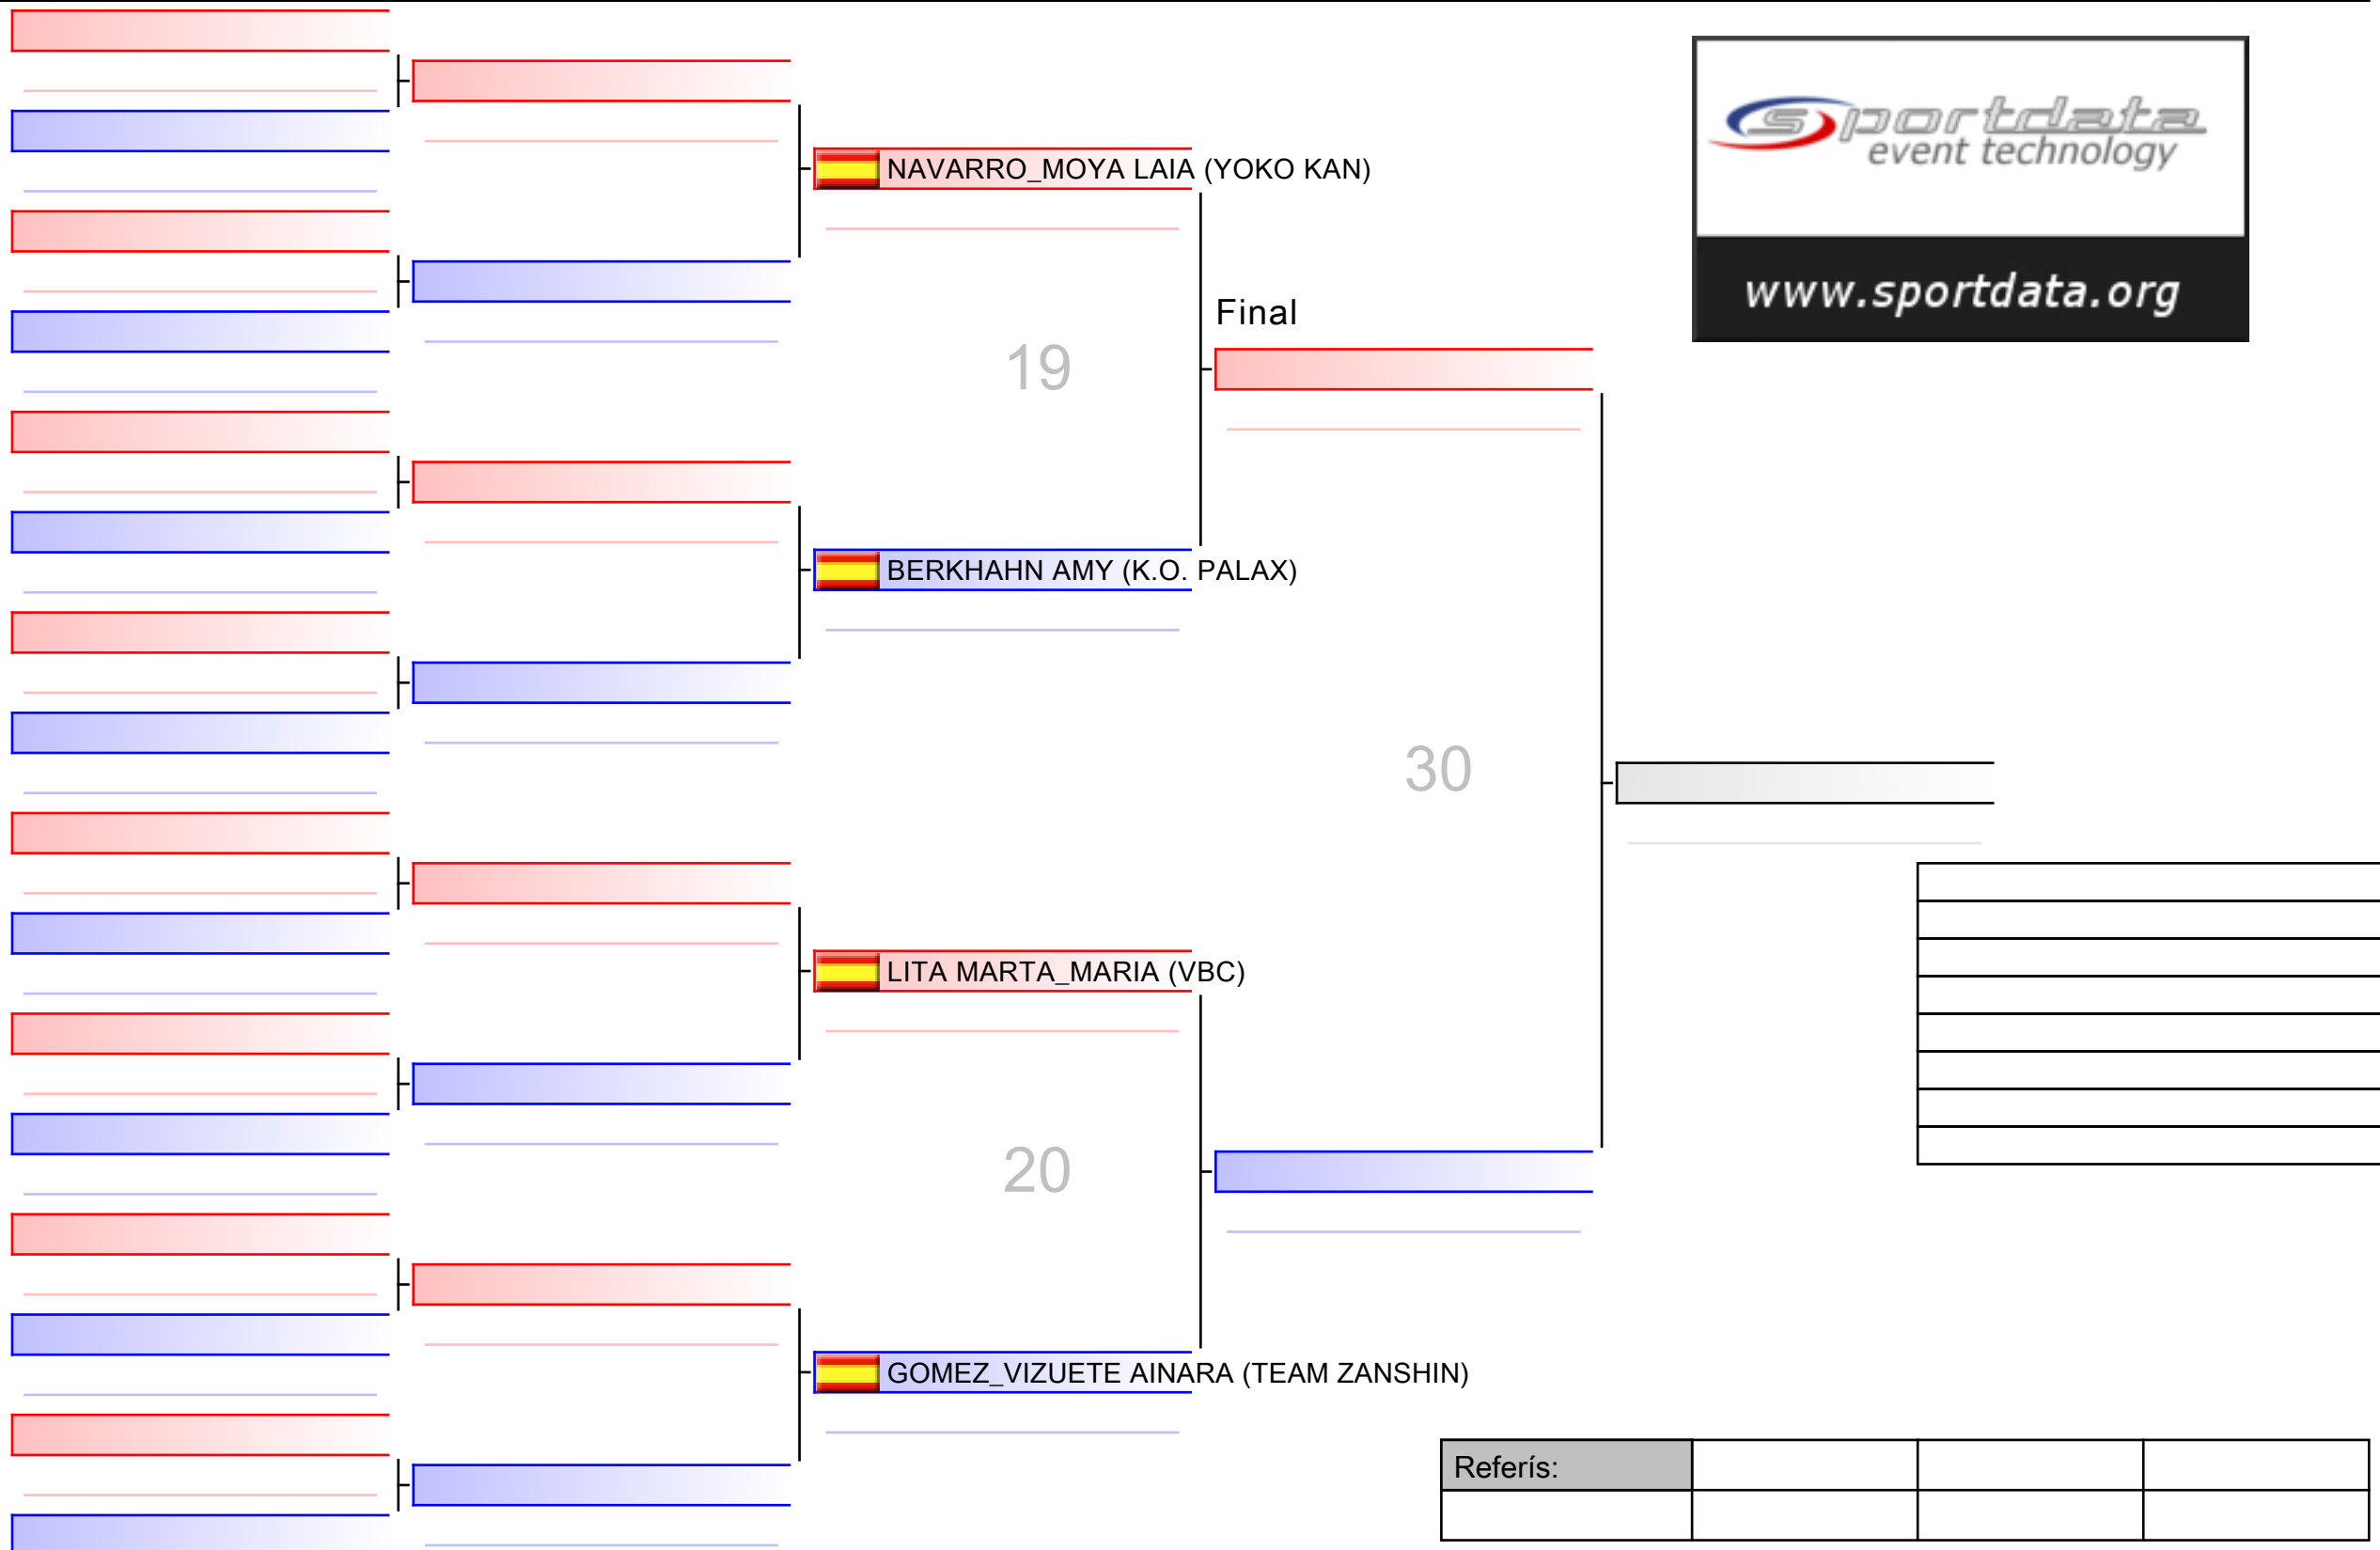 sportdata
event technology
www.sportdata.org
NAVARRO_MOYA LAIA (YOKO KAN)
Final
19
BERKHAHN AMY (K.O. PALAX)
30
LITA MARTA_MARIA (VBC)
20
GOMEZ_VIZUETE AINARA (TEAM ZANSHIN)
Referís: